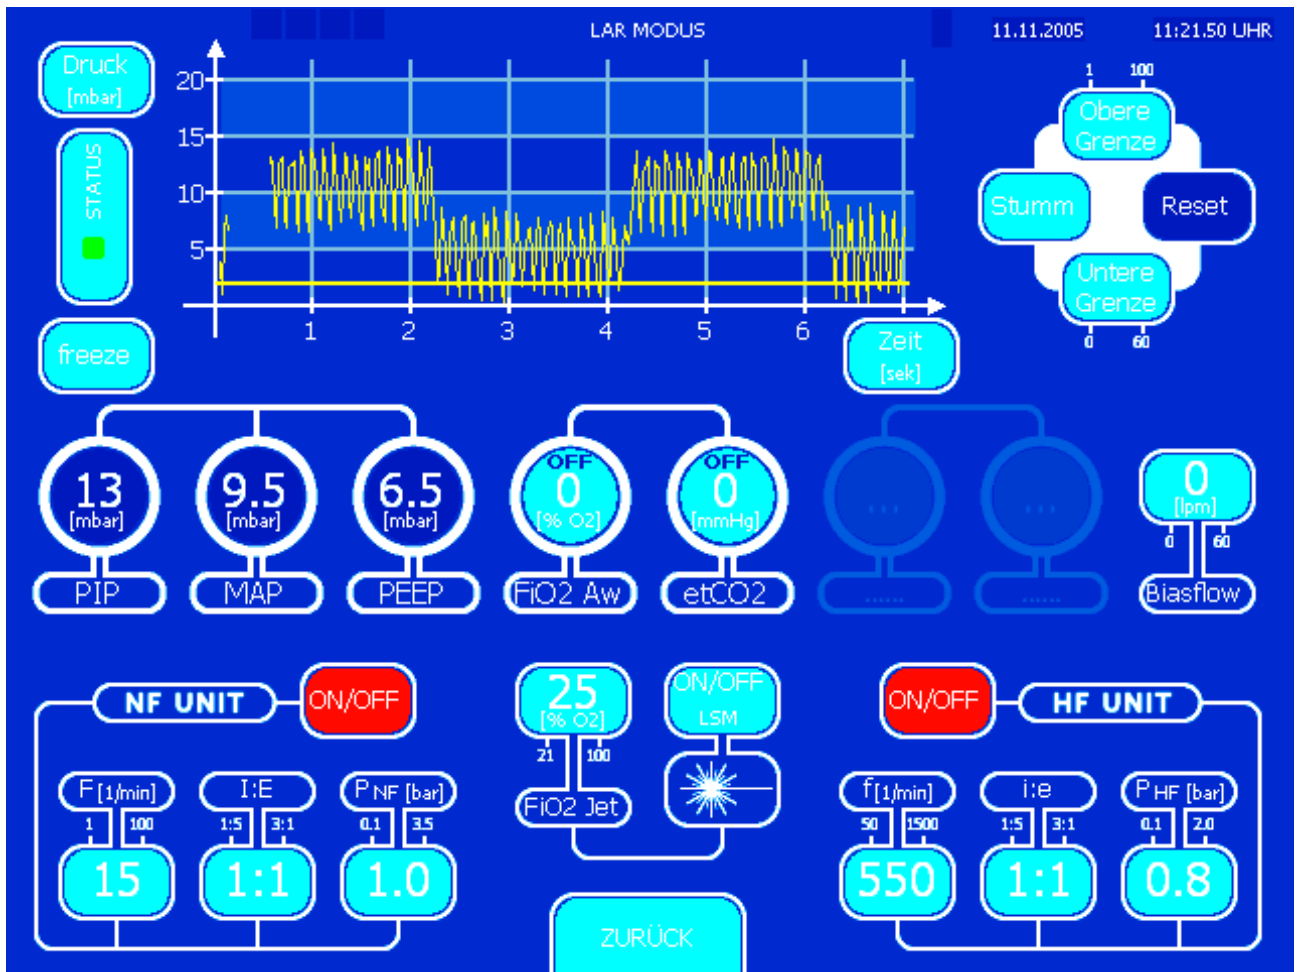 LAR MODUS
11.11.2005
11:21.50 UHR
Druck
[mbar]
STATUS
freeze
20
15
10
5
1
2
3
4
5
6
Zeit
[sek]
1
100
Obere
Grenze
Stumm
Reset
Untere
Grenze
0
60
13
[mbar]
PIP
9.5
[mbar]
MAP
6.5
[mbar]
PEEP
OFF
0
[% O2]
FiO2 Aw
OFF
0
[mmHg]
etCO2
...
......
...
......
0
[lpm]
0
60
Biasflow
NF UNIT
ON/OFF
F [1/min]
1
100
15
I:E
1:5
3:1
1:1
P NF [bar]
0.1
3.5
1.0
25
[% O2]
21
100
FiO2 Jet
ON/OFF
LSM
ON/OFF
HF UNIT
f[1/min]
50
1500
550
i:e
1:5
3:1
1:1
P HF [bar]
0.1
2.0
0.8
ZURÜCK